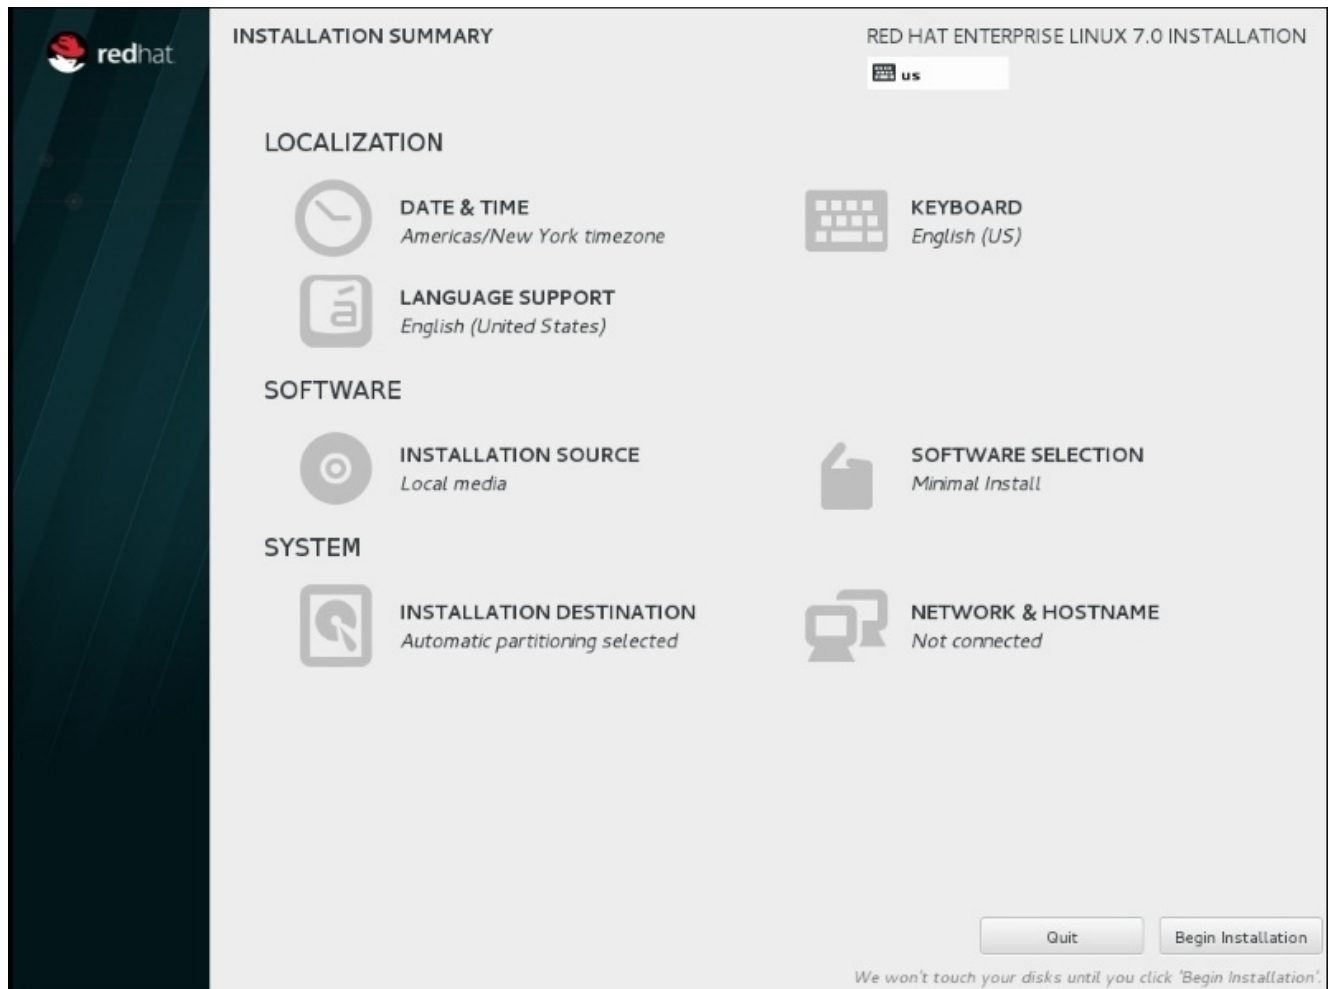 redhat
INSTALLATION SUMMARY
RED HAT ENTERPRISE LINUX 7.0 INSTALLATION
us
LOCALIZATION
DATE & TIME
Americas/New York timezone
KEYBOARD
English (US)
á
LANGUAGE SUPPORT
English (United States)
SOFTWARE
INSTALLATION SOURCE
Local media
SOFTWARE SELECTION
Minimal Install
SYSTEM
INSTALLATION DESTINATION
Automatic partitioning selected
NETWORK & HOSTNAME
Not connected
Quit
Begin Installation
We won't touch your disks until you click 'Begin Installation'.